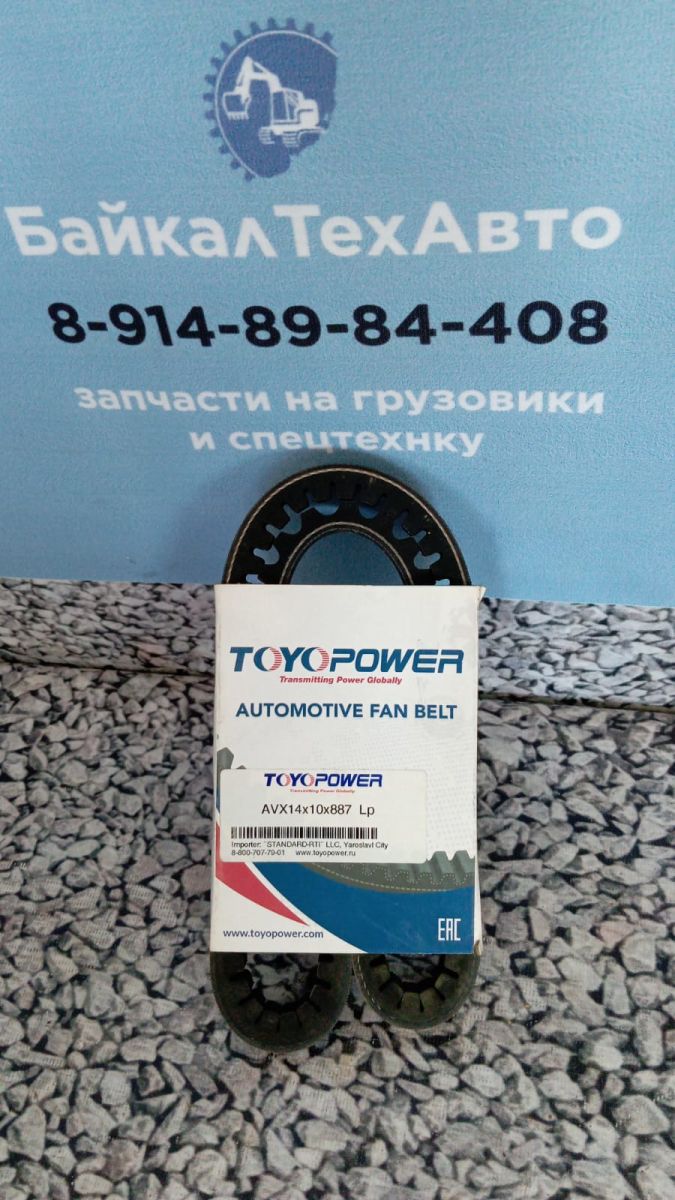 БайкалТехАвто
8-914-89-84-408
запчасти на грузовики
и спецтехнку
TOYOPOWER
Transmitting Power Globally
AUTOMOTIVE FAN BELT
TOYOPOWER
Transmitting Power Globally
AVX14x10x887 Lp
Importer: "STANDARD-RTI" LLC, Yaroslavl City
8-800-707-79-01 www.toyopower.ru
www.toyopower.com
EAC